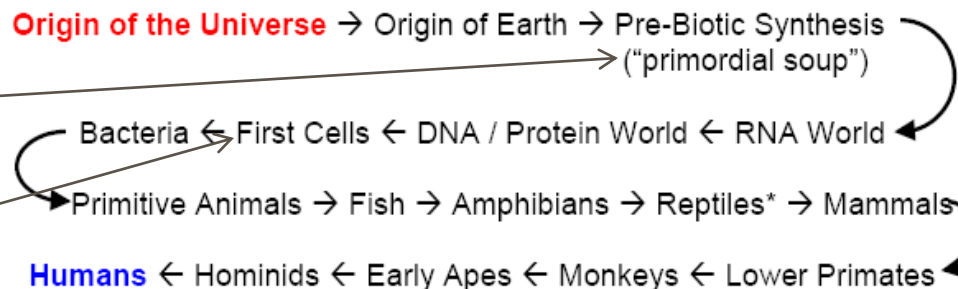 Origin of the Universe → Origin of Earth → Pre-Biotic Synthesis
(“primordial soup”)
Bacteria ← First Cells ← DNA / Protein World ← RNA World
Primitive Animals → Fish → Amphibians → Reptiles* → Mammals
Humans ← Hominids ← Early Apes ← Monkeys ← Lower Primates